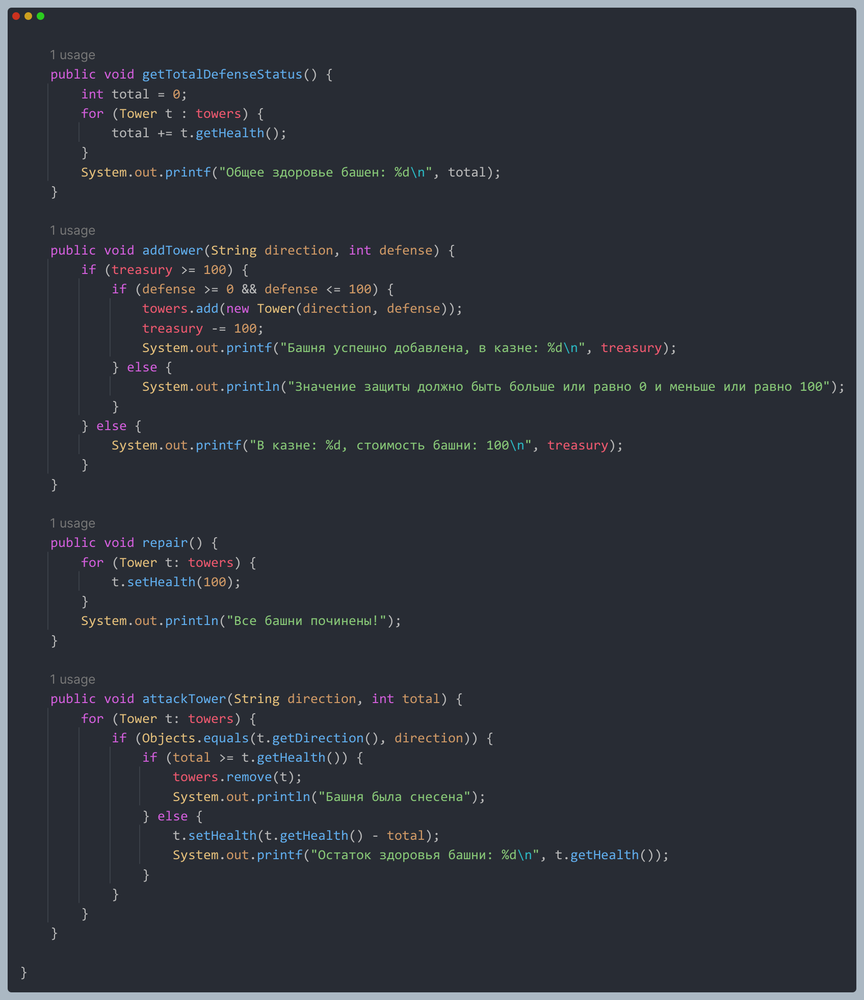 1 usage
public void getTotalDefenseStatus() {
int total = 0;
for (Tower t : towers) {
total += t.getHealth();
}
System.out.printf("Общее здоровье башен: %d\n", total);
}
1 usage
public void addTower(String direction, int defense) {
if (treasury >= 100) {
if (defense >= 0 && defense <= 100) {
towers.add(new Tower(direction, defense));
treasury -= 100;
System.out.printf("Башня успешно добавлена, в казне: %d\n", treasury);
} else {
System.out.println("Значение защиты должно быть больше или равно 0 и меньше или равно 100");
}
} else {
System.out.printf("В казне: %d, стоимость башни: 100\n", treasury);
}
}
1 usage
public void repair() {
for (Tower t: towers) {
t.setHealth(100);
}
System.out.println("Все башни починены!");
}
1 usage
public void attackTower(String direction, int total) {
for (Tower t: towers) {
if (Objects.equals(t.getDirection(), direction)) {
if (total >= t.getHealth()) {
towers.remove(t);
System.out.println("Башня была снесена");
} else {
t.setHealth(t.getHealth() - total);
System.out.printf("Остаток здоровья башни: %d\n", t.getHealth());
}
}
}
}
}